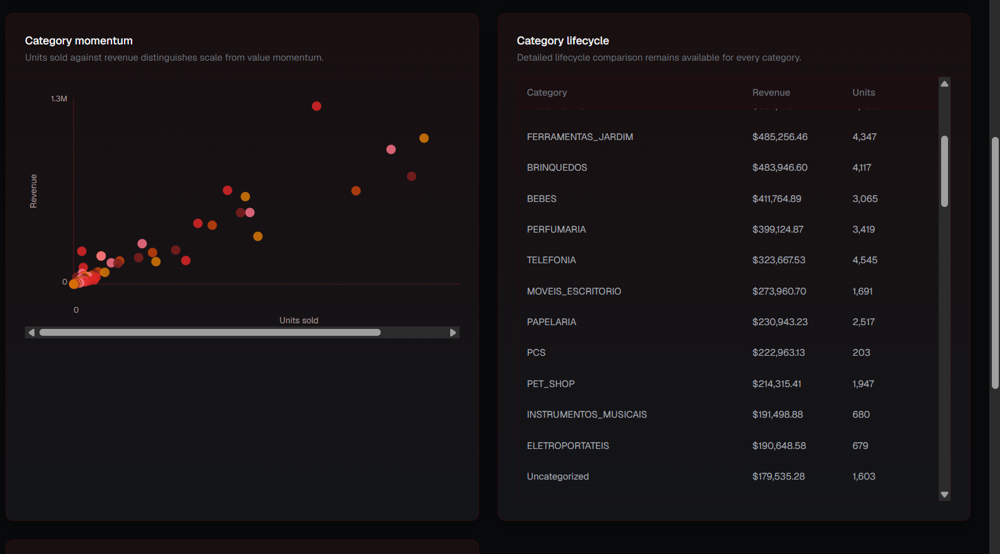 Category momentum
Units sold against revenue distinguishes scale from value momentum.
1.3M
Revenue
0
0
Units sold
Category lifecycle
Detailed lifecycle comparison remains available for every category.
Category Revenue Units
FERRAMENTAS_JARDIM $485,256.46 4,347
BRINQUEDOS $483,946.60 4,117
BEBES $411,764.89 3,065
PERFUMARIA $399,124.87 3,419
TELEFONIA $323,667.53 4,545
MOVEIS_ESCRITORIO $273,960.70 1,691
PAPELARIA $230,943.23 2,517
PCS $222,963.13 203
PET_SHOP $214,315.41 1,947
INSTRUMENTOS_MUSICAIS $191,498.88 680
ELETROPORTATEIS $190,648.58 679
Uncategorized $179,535.28 1,603